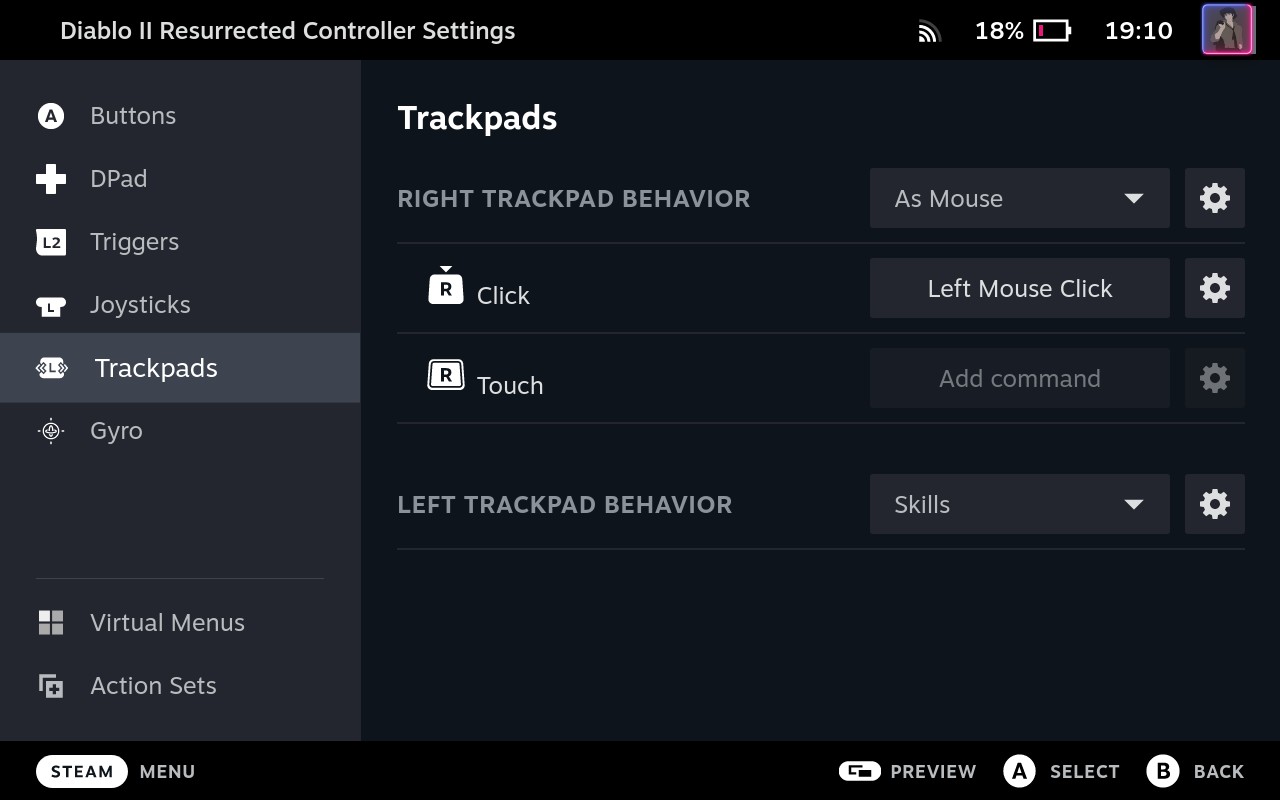 Diablo II Resurrected Controller Settings
18%
19:10
A Buttons
DPad
L2 Triggers
L Joysticks
L Trackpads
Gyro
Virtual Menus
Action Sets
Trackpads
RIGHT TRACKPAD BEHAVIOR
As Mouse
R Click
Left Mouse Click
R Touch
Add command
LEFT TRACKPAD BEHAVIOR
Skills
STEAM MENU
PREVIEW
A SELECT
B BACK